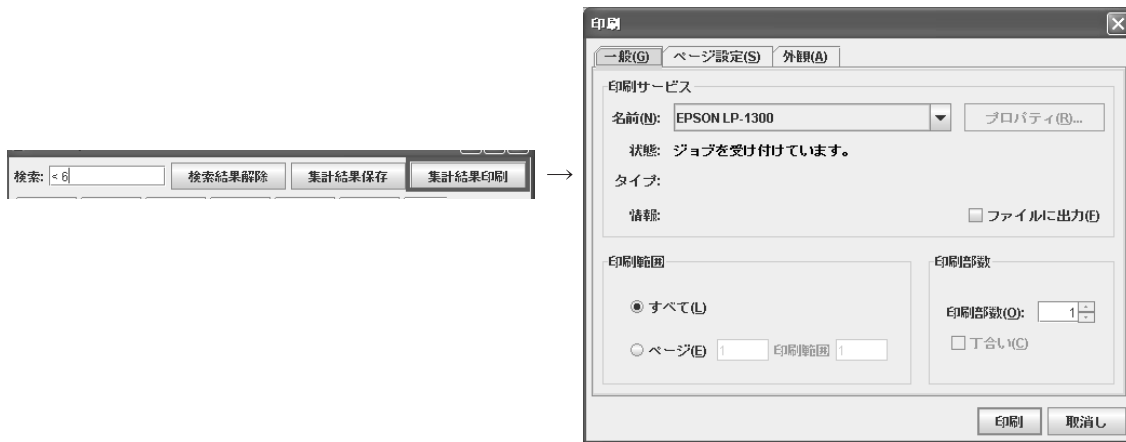 検索: < 6 検索結果解除 集計結果保存 集計結果印刷
→
印刷
一般(G) ページ設定(S) 外観(A)
印刷サービス
名前(N): EPSON LP-1300 プロパティ(R)...
状態: ジョブを受け付けています。
タイプ:
情報: ファイルに出力(F)
印刷範囲 印刷部数
すべて(L)
印刷部数(O): 1
ページ(E) 1 印刷範囲 1
丁合い(C)
印刷 取消し